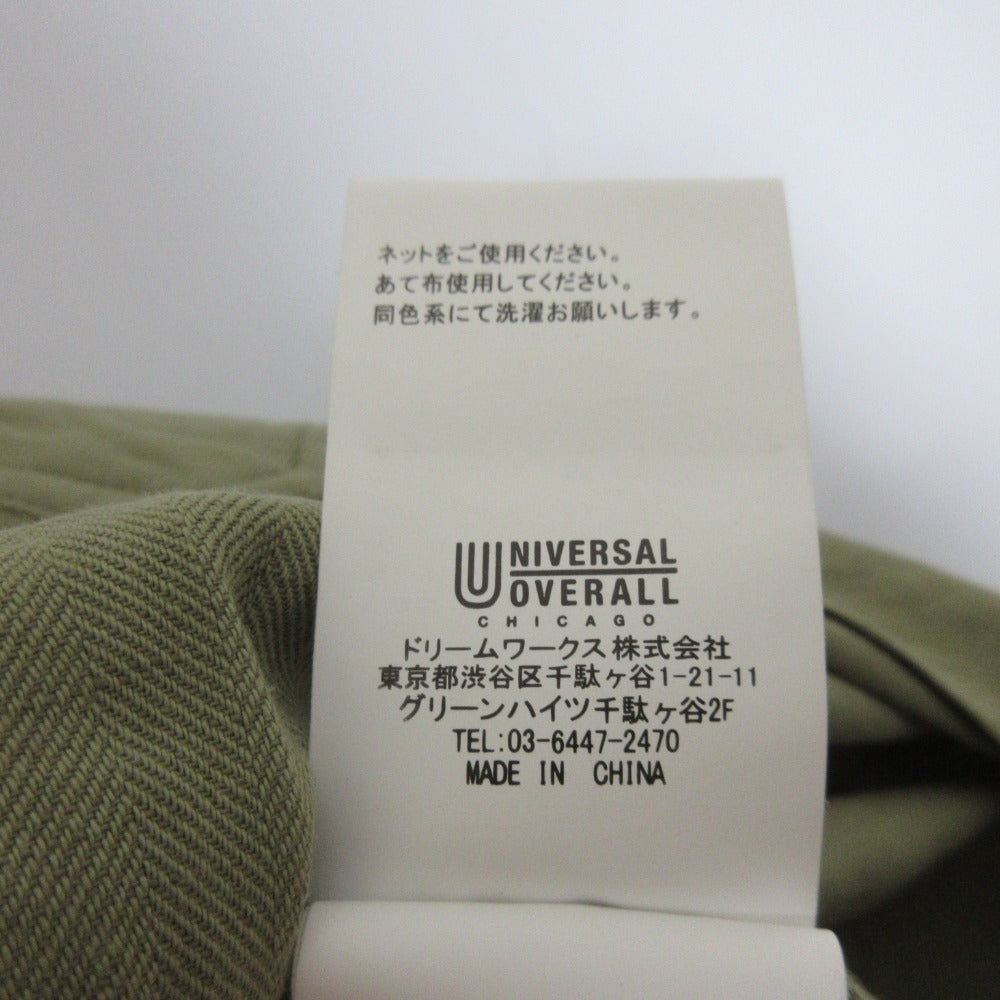 ネットをご使用ください。
あて布使用してください。
同色系にて洗濯お願いします。
UNIVERSAL
OVERALL
CHICAGO
ドリームワークス株式会社
東京都渋谷区千駄ヶ谷1-21-11
グリーンハイツ千駄ヶ谷2F
TEL:03-6447-2470
MADE IN CHINA